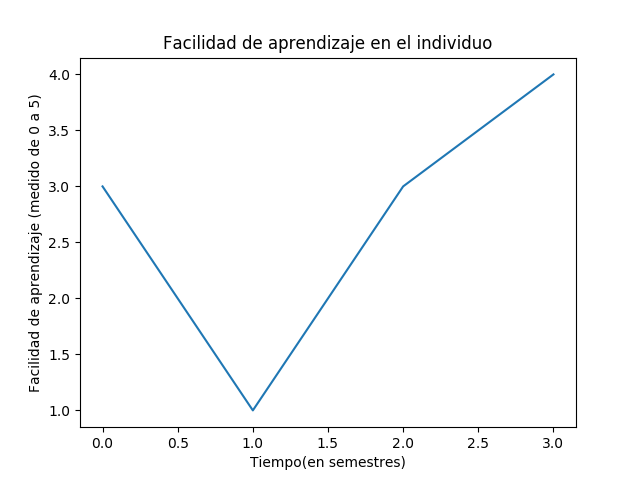 Facilidad de aprendizaje en el individuo
Facilidad de aprendizaje (medido de 0 a 5)
4.0
3.5
3.0
2.5
2.0
1.5
1.0
0.0 0.5 1.0 1.5 2.0 2.5 3.0
Tiempo(en semestres)